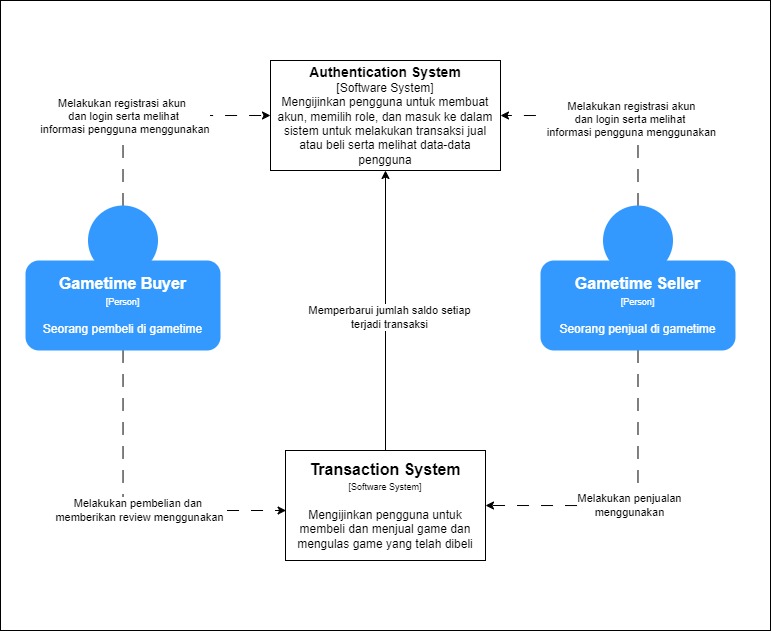 Authentication System
[Software System]
Mengijinkan pengguna untuk membuat
akun, memilih role, dan masuk ke dalam
sistem untuk melakukan transaksi jual
atau beli serta melihat data-data
pengguna
Melakukan registrasi akun
dan login serta melihat
informasi pengguna menggunakan
Melakukan registrasi akun
dan login serta melihat
informasi pengguna menggunakan
Gametime Buyer
[Person]
Seorang pembeli di gametime
Gametime Seller
[Person]
Seorang penjual di gametime
Memperbarui jumlah saldo setiap
terjadi transaksi
Transaction System
[Software System]
Mengijinkan pengguna untuk
membeli dan menjual game dan
mengulas game yang telah dibeli
Melakukan pembelian dan
memberikan review menggunakan
Melakukan penjualan
menggunakan